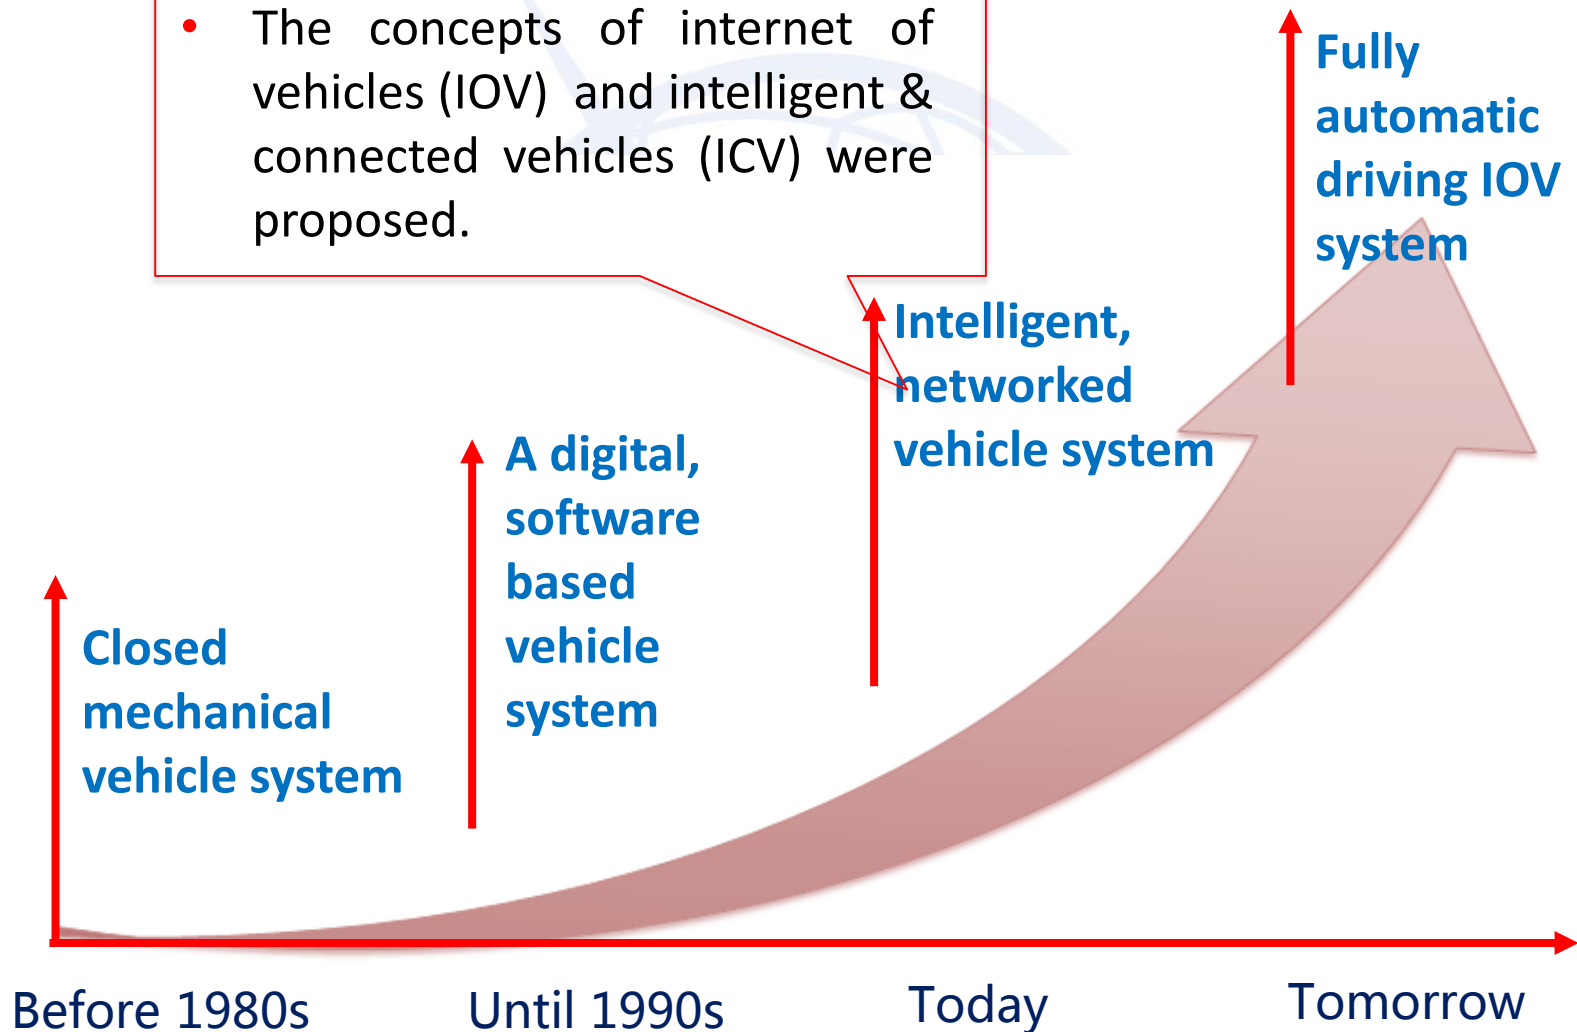 • The concepts of internet of
vehicles (IOV) and intelligent &
connected vehicles (ICV) were
proposed.
Fully
automatic
driving IOV
system
Intelligent,
networked
vehicle system
A digital,
software
based
vehicle
system
Closed
mechanical
vehicle system
Before 1980s
Until 1990s
Today
Tomorrow